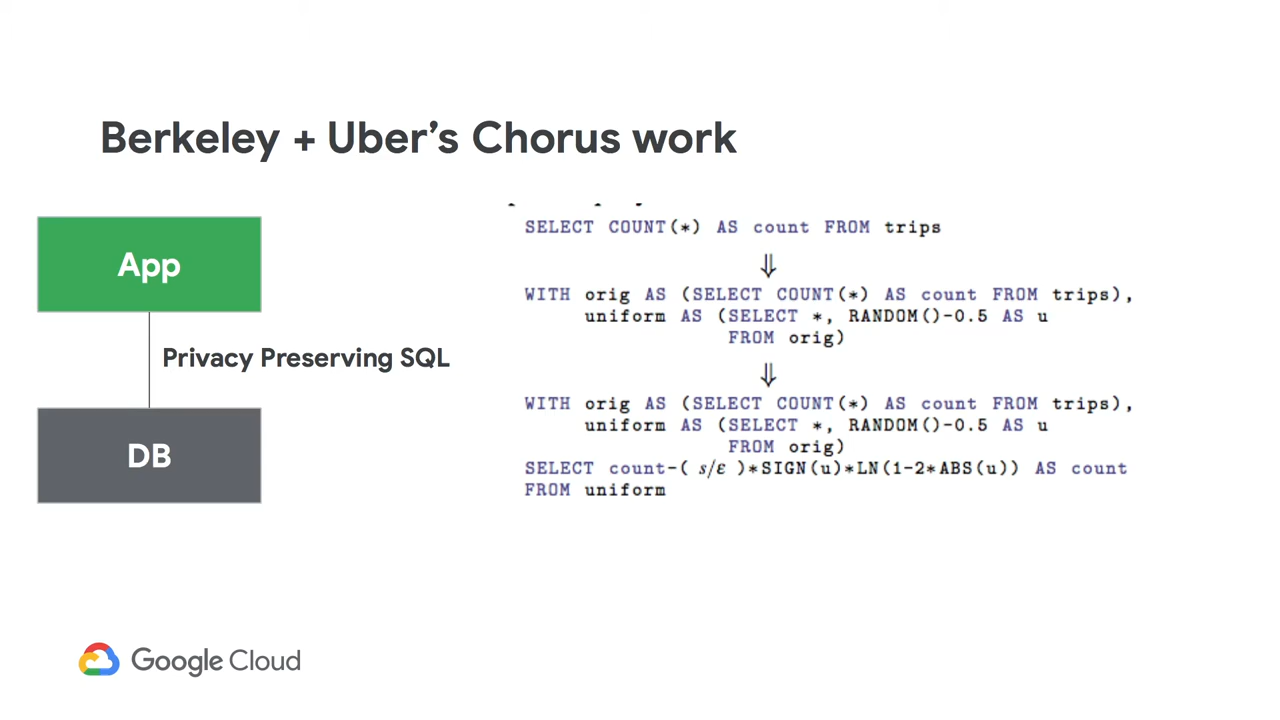 Berkeley + Uber's Chorus work
App
Privacy Preserving SQL
DB
SELECT COUNT(*) AS count FROM trips
⇓
WITH orig AS (SELECT COUNT(*) AS count FROM trips),
uniform AS (SELECT *, RANDOM()-0.5 AS u
FROM orig)
⇓
WITH orig AS (SELECT COUNT(*) AS count FROM trips),
uniform AS (SELECT *, RANDOM()-0.5 AS u
FROM orig)
SELECT count-( s/ε )*SIGN(u)*LN(1-2*ABS(u)) AS count
FROM uniform
Google Cloud